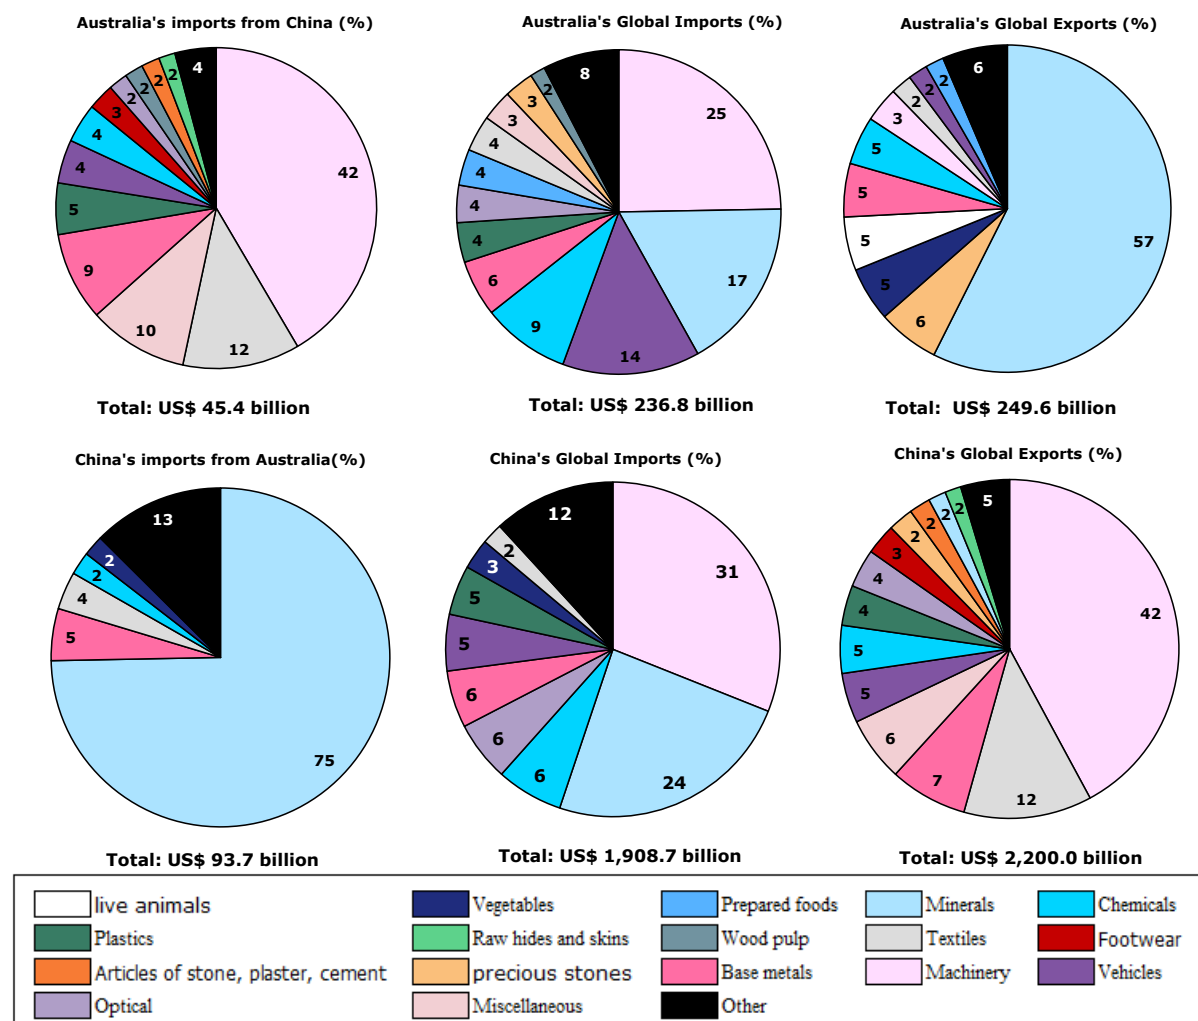 Australia's imports from China (%)
Australia's Global Imports (%)
Australia's Global Exports (%)
4
2
2
2
2
3
4
4
5
9
10
12
42
8
2
3
3
4
4
4
4
6
9
14
17
25
6
2
2
2
3
5
5
5
5
6
57
Total: US$ 45.4 billion
Total: US$ 236.8 billion
Total: US$ 249.6 billion
China's imports from Australia(%)
China's Global Imports (%)
China's Global Exports (%)
13
2
2
4
5
75
12
2
3
5
5
6
6
6
24
31
5
2
2
2
2
3
4
4
5
5
6
7
12
42
Total: US$ 93.7 billion
Total: US$ 1,908.7 billion
Total: US$ 2,200.0 billion
live animals
Vegetables
Prepared foods
Minerals
Chemicals
Plastics
Raw hides and skins
Wood pulp
Textiles
Footwear
Articles of stone, plaster, cement
precious stones
Base metals
Machinery
Vehicles
Optical
Miscellaneous
Other